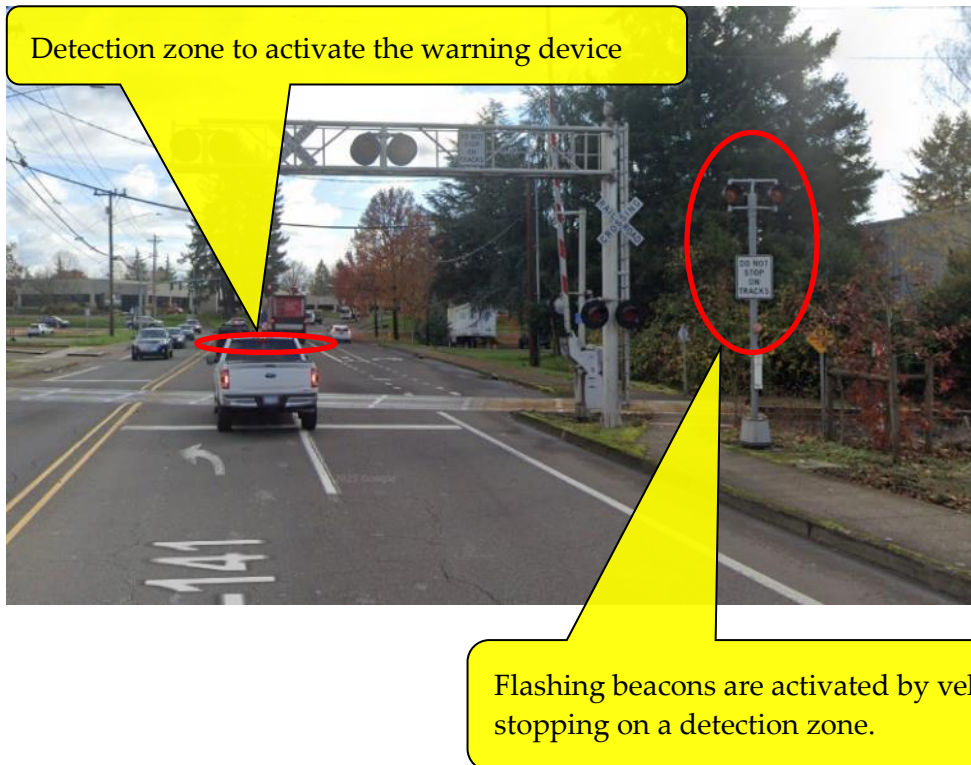 Detection zone to activate the warning device
DO NOT
STOP
ON
TRACKS
RAILROAD
CROSSING
DO NOT
STOP
ON
TRACKS
141
Flashing beacons are activated by veh
stopping on a detection zone.